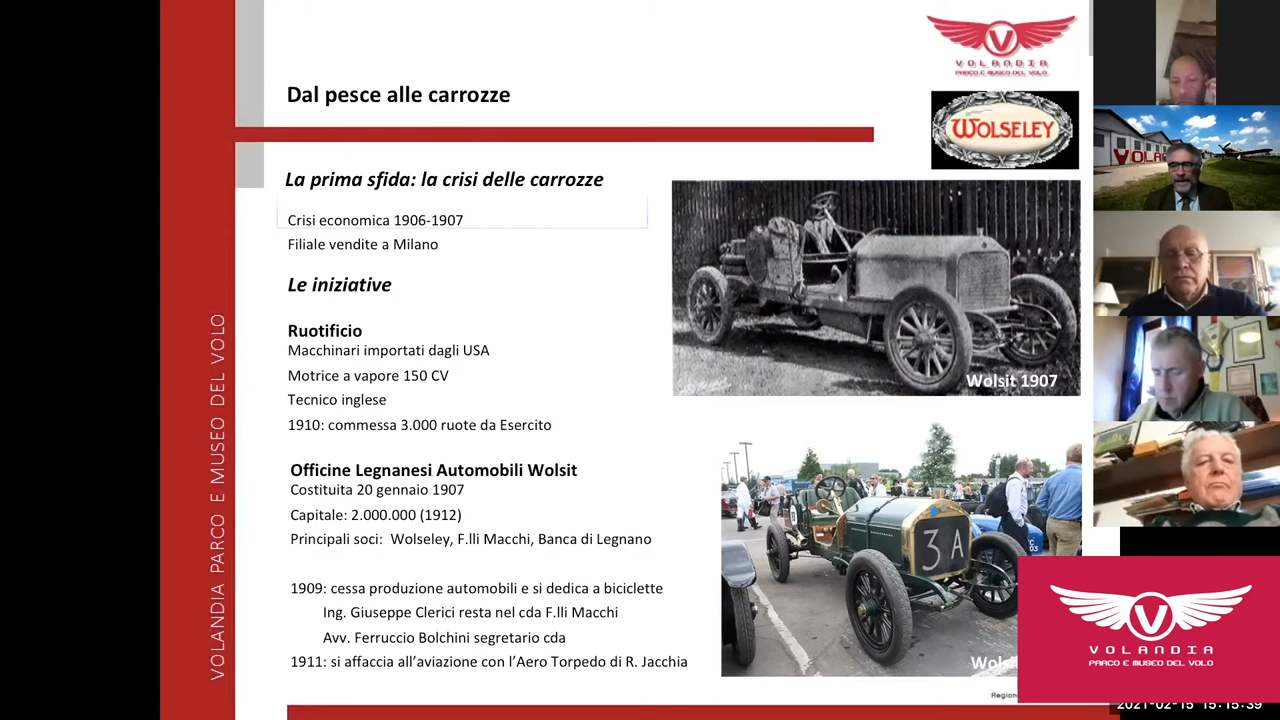 VOLANDIA
PARCO E MUSEO DEL VOLO
WOLSELEY
Dal pesce alle carrozze
La prima sfida: la crisi delle carrozze
Crisi economica 1906-1907
Filiale vendite a Milano
Le iniziative
Ruotificio
Macchinari importati dagli USA
Motrice a vapore 150 CV
Tecnico inglese
1910: commessa 3.000 ruote da Esercito
Officine Legnanesi Automobili Wolsit
Costituita 20 gennaio 1907
Capitale: 2.000.000 (1912)
Principali soci: Wolseley, F.lli Macchi, Banca di Legnano
1909: cessa produzione automobili e si dedica a biciclette
Ing. Giuseppe Clerici resta nel cda F.lli Macchi
Avv. Ferruccio Bolchini segretario cda
1911: si affaccia all'aviazione con l'Aero Torpedo di R. Jacchia
VOLANDIA PARCO E MUSEO DEL VOLO
Wolsit 1907
3 A
VOLANDIA
PARCO E MUSEO DEL VOLO
2021-02-15 15:15:39